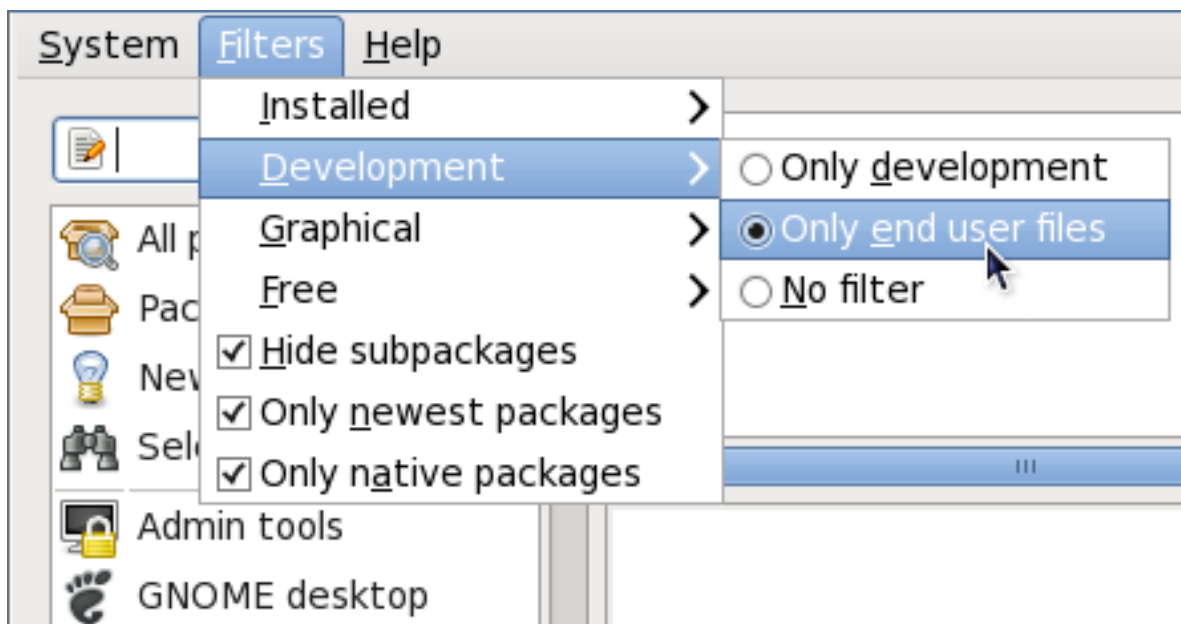 System Filters Help
Installed
Development
Only development
Graphical
Only end user files
Free
No filter
Hide subpackages
Only newest packages
Only native packages
All
Admin tools
GNOME desktop